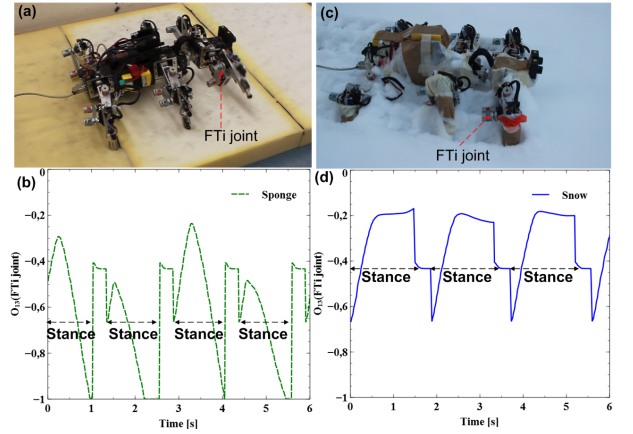 (a)
FTi joint
(c)
FTi joint
(b)
Sponge
0
−0,2
−0,4
−0,6
−0,8
−1
O₁₃(FTi joint)
Stance
Stance
Stance
Stance
0
1
2
3
4
5
6
Time [s]
(d)
Snow
0
−0,2
−0,4
−0,6
−0,8
−1
O₁₃(FTi joint)
Stance
Stance
Stance
0
1
2
3
4
5
6
Time [s]